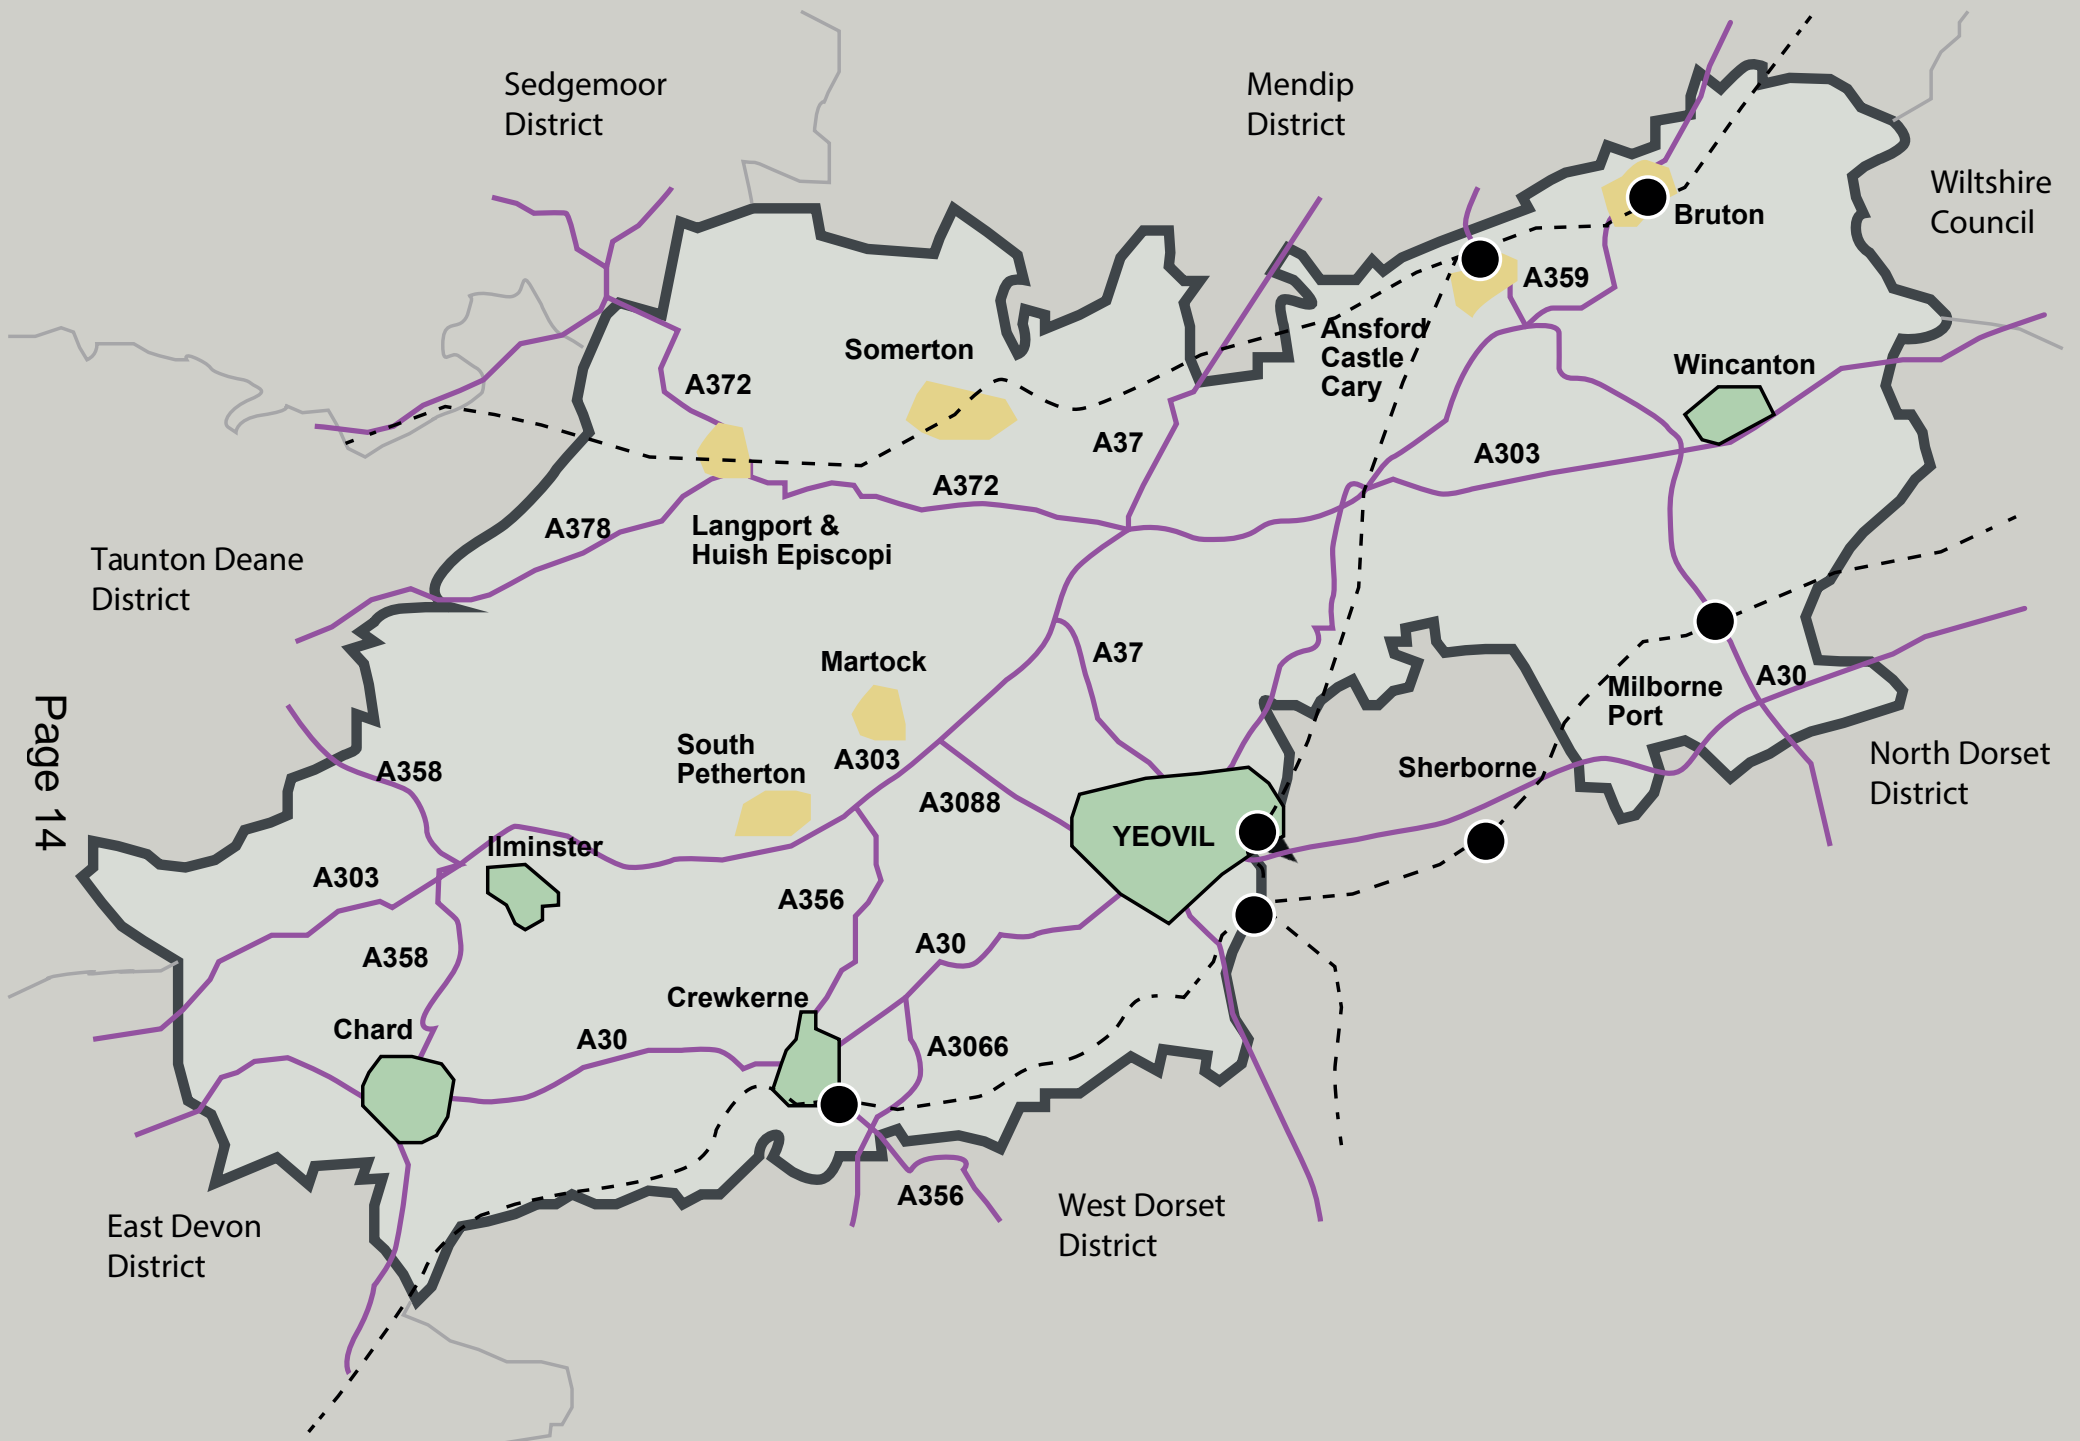 Sedgemoor
District
Mendip
District
Wiltshire
Council
Bruton
A359
Ansford
Castle
Cary
Somerton
Wincanton
A372
A37
A303
A372
A378
Langport &
Huish Episcopi
Taunton Deane
District
Martock
A37
Milborne
Port
A30
South
Petherton
A303
Sherborne
North Dorset
District
A358
A3088
YEOVIL
Page 14
Ilminster
A303
A356
A358
A30
Crewkerne
Chard
A30
A3066
A356
West Dorset
District
East Devon
District